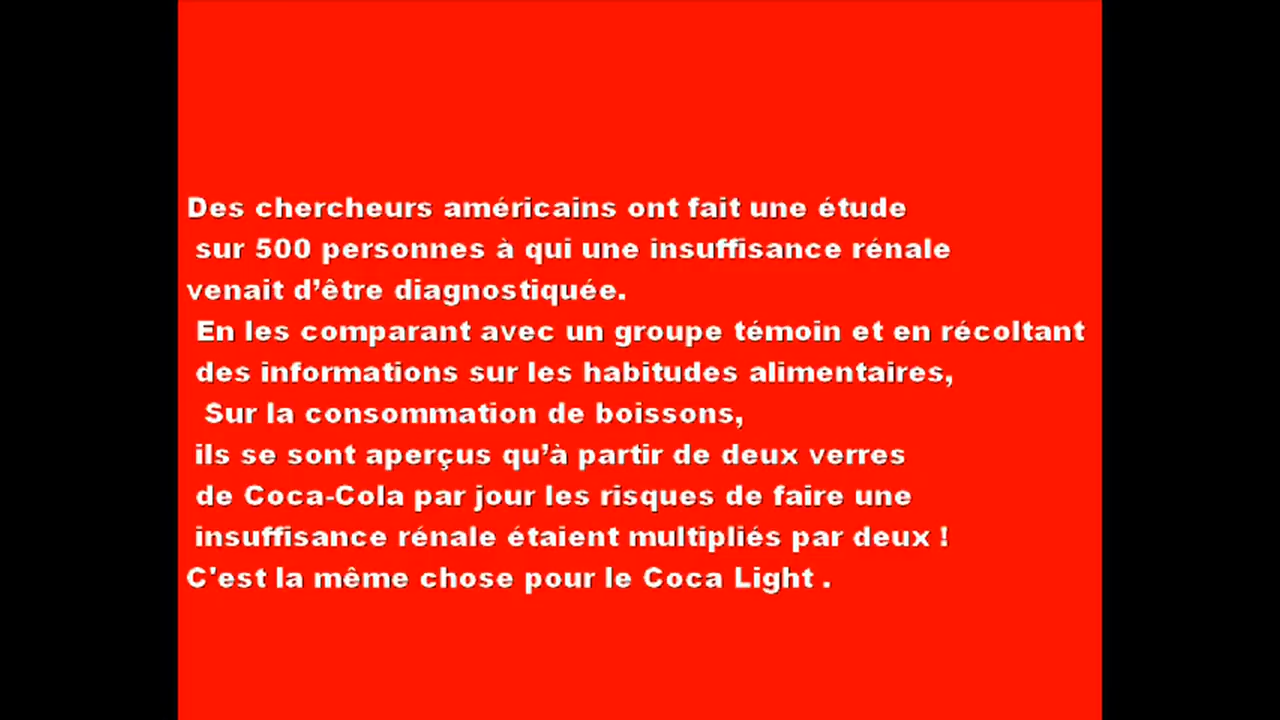 Des chercheurs américains ont fait une étude
sur 500 personnes à qui une insuffisance rénale
venait d’être diagnostiquée.
En les comparant avec un groupe témoin et en récoltant
des informations sur les habitudes alimentaires,
Sur la consommation de boissons,
ils se sont aperçus qu’à partir de deux verres
de Coca-Cola par jour les risques de faire une
insuffisance rénale étaient multipliés par deux !
C'est la même chose pour le Coca Light .